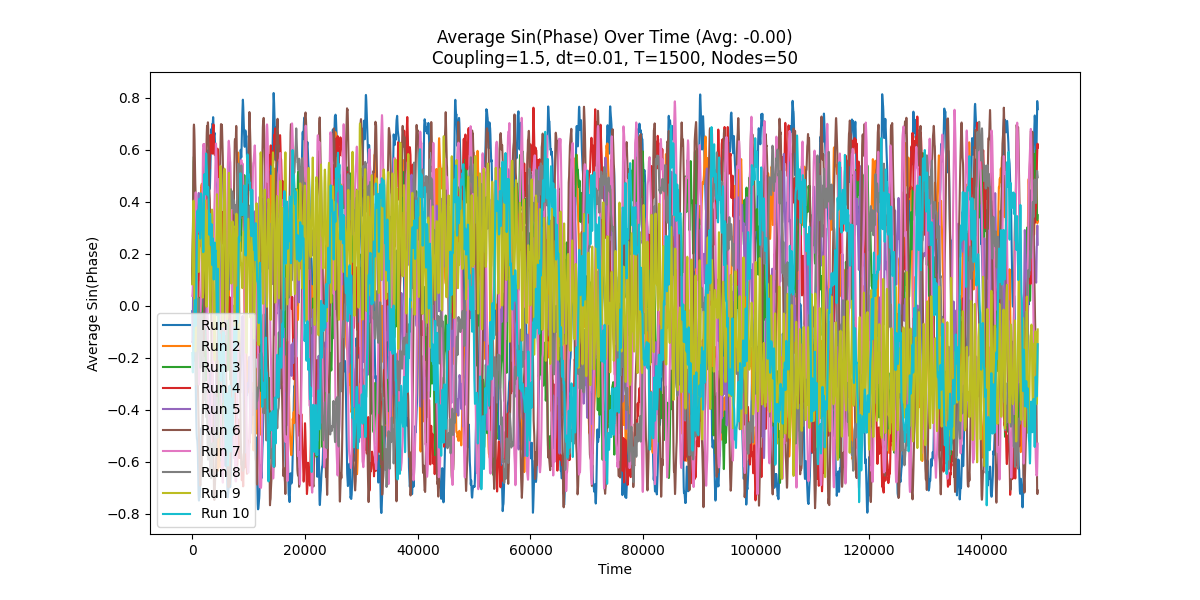 Average Sin(Phase) Over Time (Avg: -0.00)
Coupling=1.5, dt=0.01, T=1500, Nodes=50
Average Sin(Phase)
0.8
0.6
0.4
0.2
0.0
−0.2
−0.4
−0.6
−0.8
Run 1
Run 2
Run 3
Run 4
Run 5
Run 6
Run 7
Run 8
Run 9
Run 10
0
20000
40000
60000
80000
100000
120000
140000
Time